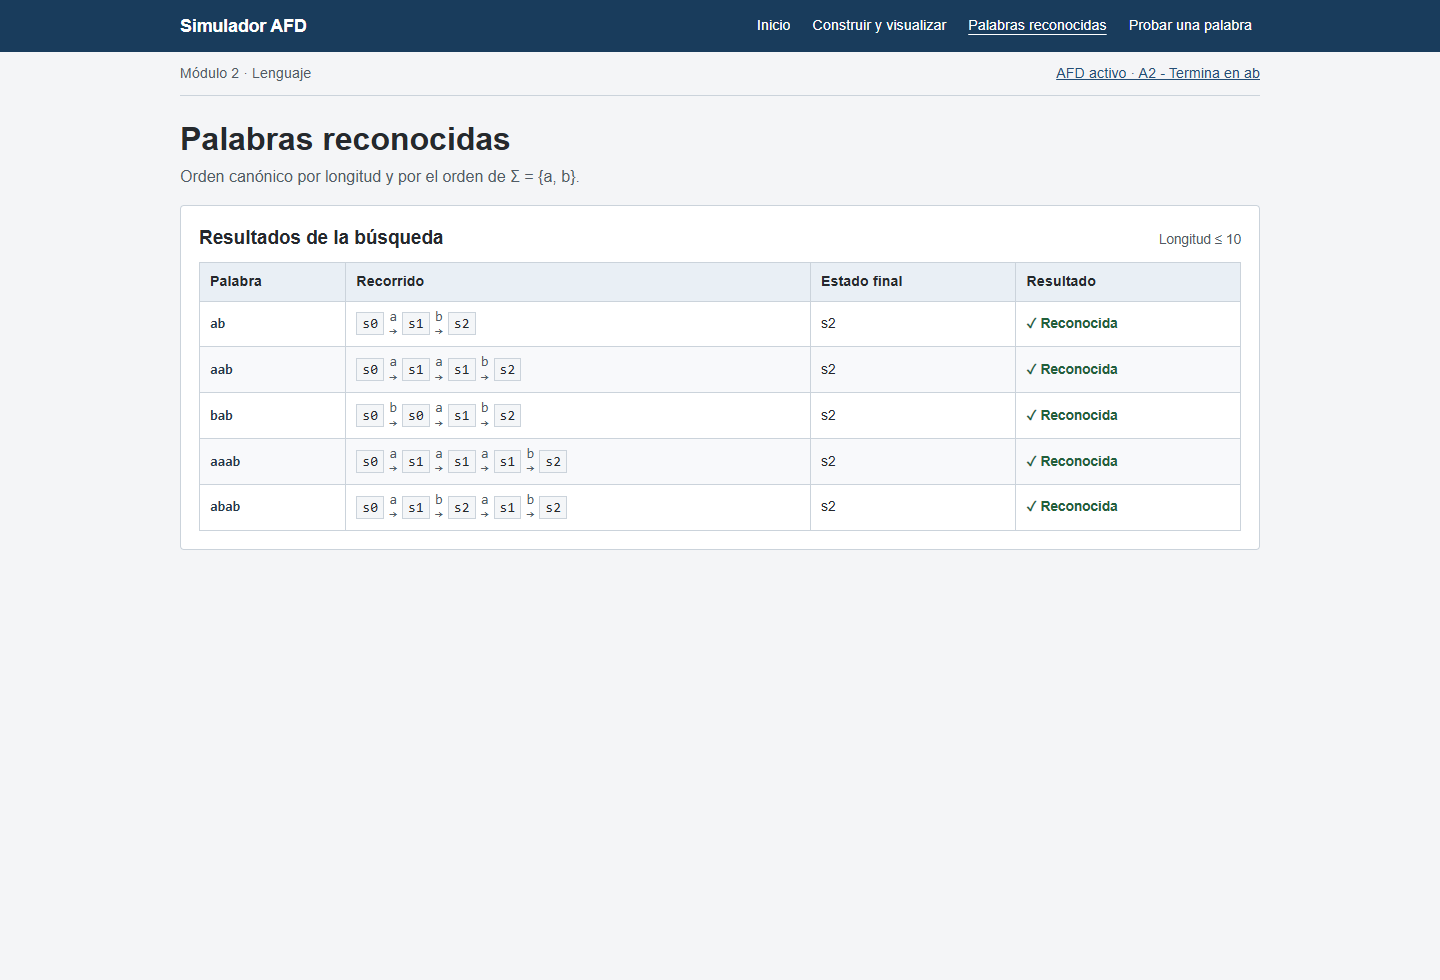 Simulador AFD Inicio Construir y visualizar Palabras reconocidas Probar una palabra
Módulo 2 · Lenguaje AFD activo · A2 - Termina en ab
Palabras reconocidas
Orden canónico por longitud y por el orden de Σ = {a, b}.
Resultados de la búsqueda Longitud ≤ 10
Palabra Recorrido Estado final Resultado
ab s0 a→ s1 b→ s2 s2 ✓ Reconocida
aab s0 a→ s1 a→ s1 b→ s2 s2 ✓ Reconocida
bab s0 b→ s0 a→ s1 b→ s2 s2 ✓ Reconocida
aaab s0 a→ s1 a→ s1 a→ s1 b→ s2 s2 ✓ Reconocida
abab s0 a→ s1 b→ s2 a→ s1 b→ s2 s2 ✓ Reconocida